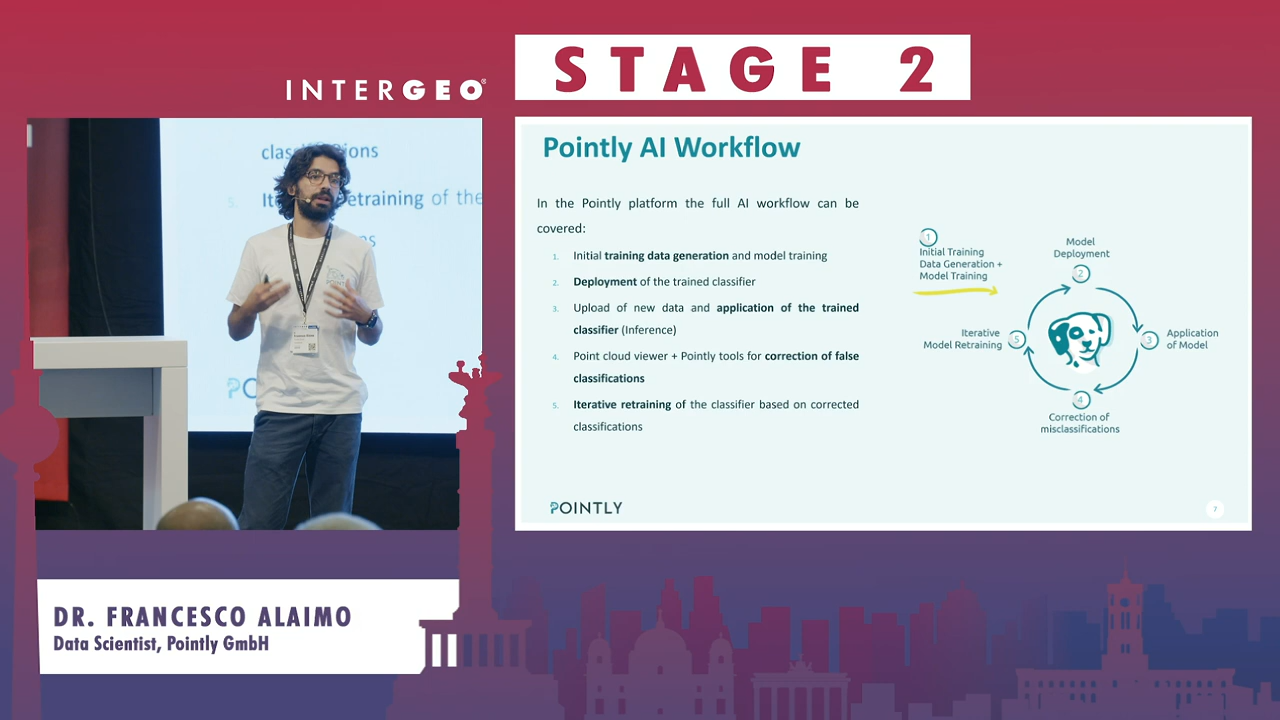 STAGE 2
INTERGEO®
classifications
5. Iterative retraining of the
Pointly AI Workflow
In the Pointly platform the full AI workflow can be
covered:
1. Initial training data generation and model training
2. Deployment of the trained classifier
3. Upload of new data and application of the trained
classifier (Inference)
4. Point cloud viewer + Pointly tools for correction of false
classifications
5. Iterative retraining of the classifier based on corrected
classifications
1
Initial Training
Data Generation +
Model Training
Model
Deployment
2
3
Application
of Model
4
Correction of
misclassifications
5
Iterative
Model Retraining
POINTLY
7
DR. FRANCESCO ALAIMO
Data Scientist, Pointly GmbH